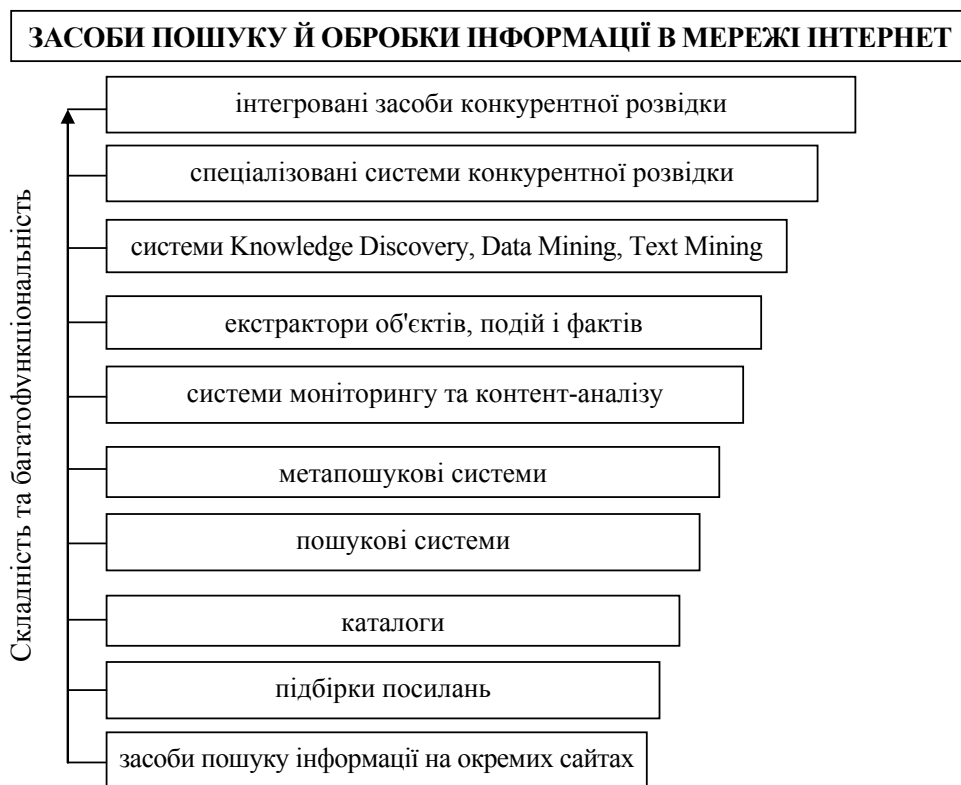 ЗАСОБИ ПОШУКУ Й ОБРОБКИ ІНФОРМАЦІЇ В МЕРЕЖІ ІНТЕРНЕТ
інтегровані засоби конкурентної розвідки
спеціалізовані системи конкурентної розвідки
системи Knowledge Discovery, Data Mining, Text Mining
екстрактори об'єктів, подій і фактів
системи моніторингу та контент-аналізу
метапошукові системи
пошукові системи
каталоги
підбірки посилань
засоби пошуку інформації на окремих сайтах
Складність та багатофункціональність